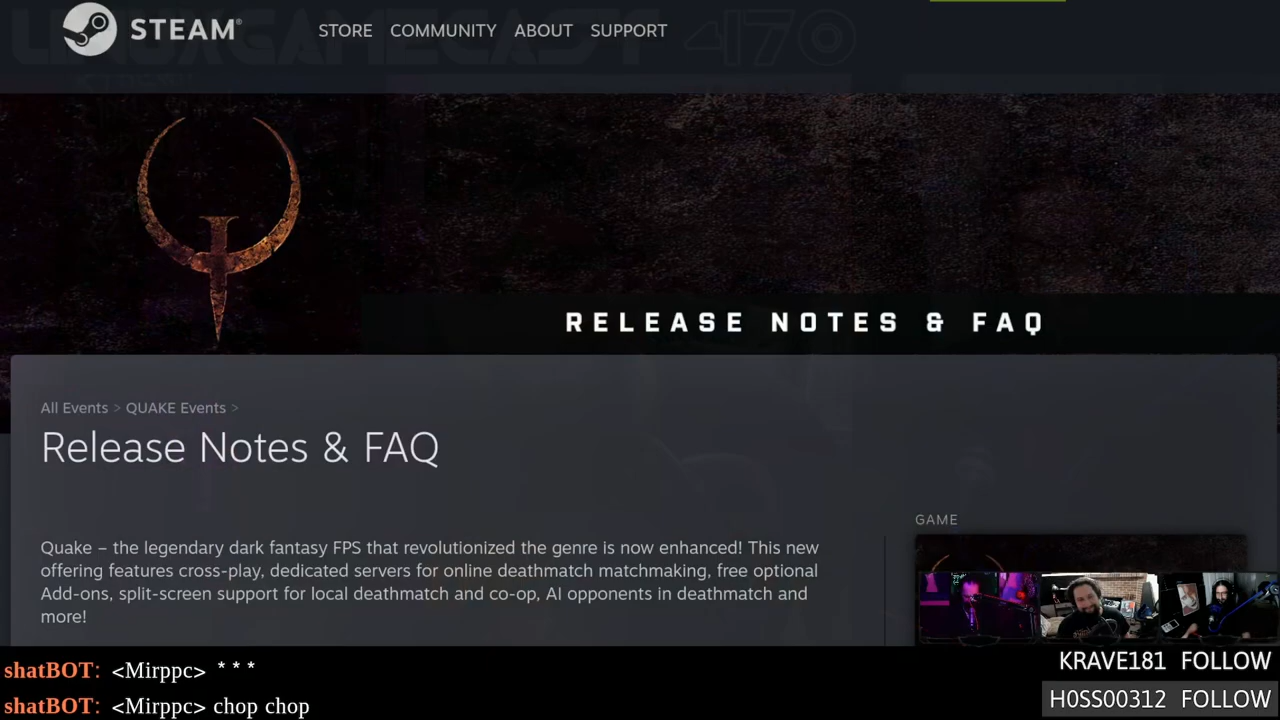 LINUXGAMECAST 470
STEAM®
STORE COMMUNITY ABOUT SUPPORT
RELEASE NOTES & FAQ
All Events > QUAKE Events >
Release Notes & FAQ
GAME
Quake – the legendary dark fantasy FPS that revolutionized the genre is now enhanced! This new
offering features cross-play, dedicated servers for online deathmatch matchmaking, free optional
Add-ons, split-screen support for local deathmatch and co-op, AI opponents in deathmatch and
more!
shatBOT: <Mirppc> * * *
shatBOT: <Mirppc> chop chop
KRAVE181 FOLLOW
H0SS00312 FOLLOW